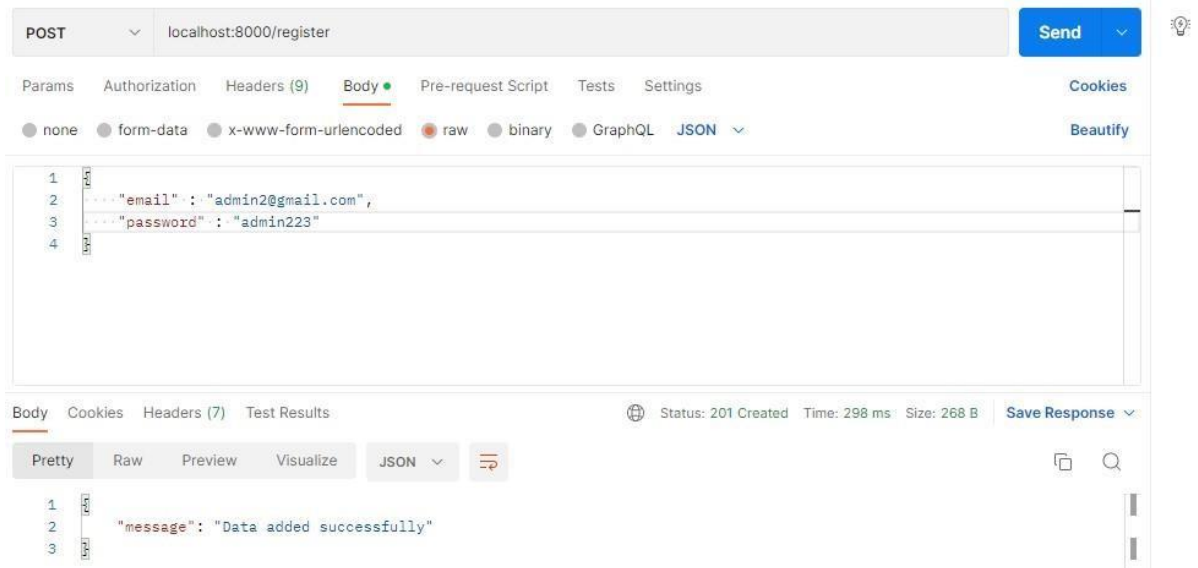 POST localhost:8000/register Send
Params Authorization Headers (9) Body Pre-request Script Tests Settings Cookies
none form-data x-www-form-urlencoded raw binary GraphQL JSON Beautify
1 {
2 "email" : "admin2@gmail.com",
3 "password" : "admin223"
4 }
Body Cookies Headers (7) Test Results Status: 201 Created Time: 298 ms Size: 268 B Save Response
Pretty Raw Preview Visualize JSON
1 {
2 "message": "Data added successfully"
3 }